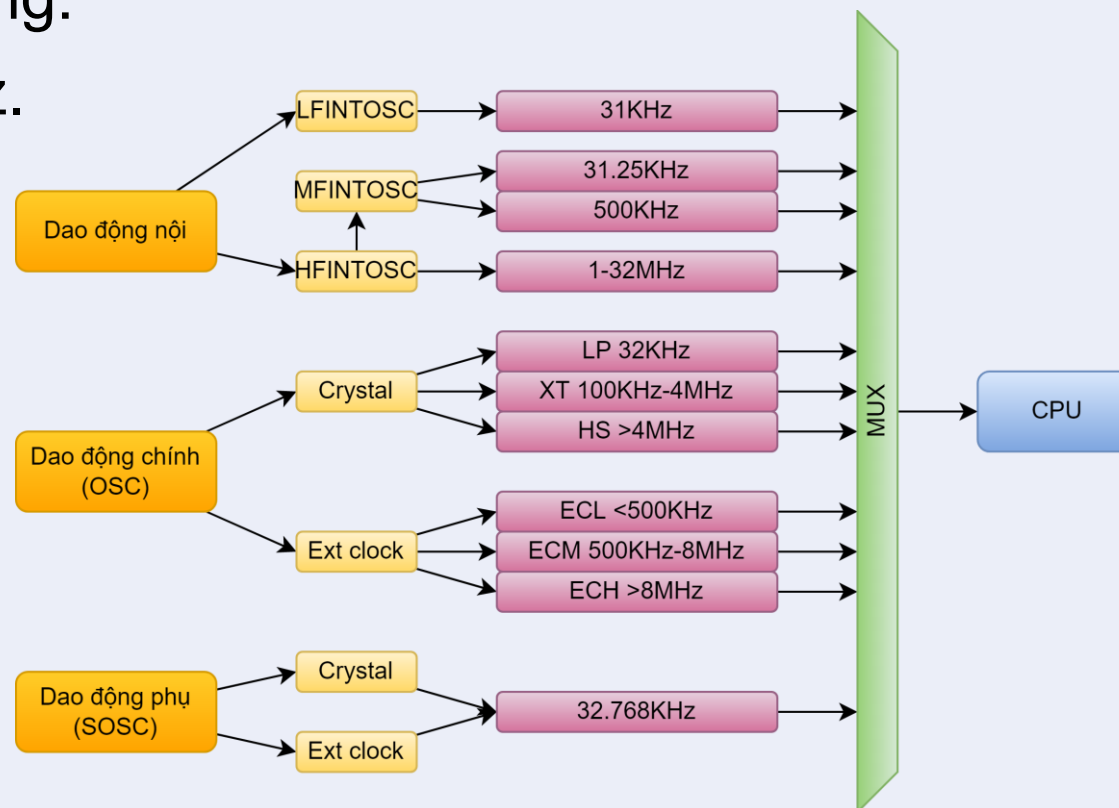 ng.
z.
LFINTOSC
31KHz
MFINTOSC
31.25KHz
500KHz
Dao động nội
HFINTOSC
1-32MHz
LP 32KHz
Crystal
XT 100KHz-4MHz
HS >4MHz
MUX
CPU
Dao động chính
(OSC)
ECL <500KHz
Ext clock
ECM 500KHz-8MHz
ECH >8MHz
Crystal
Dao động phụ
(SOSC)
32.768KHz
Ext clock